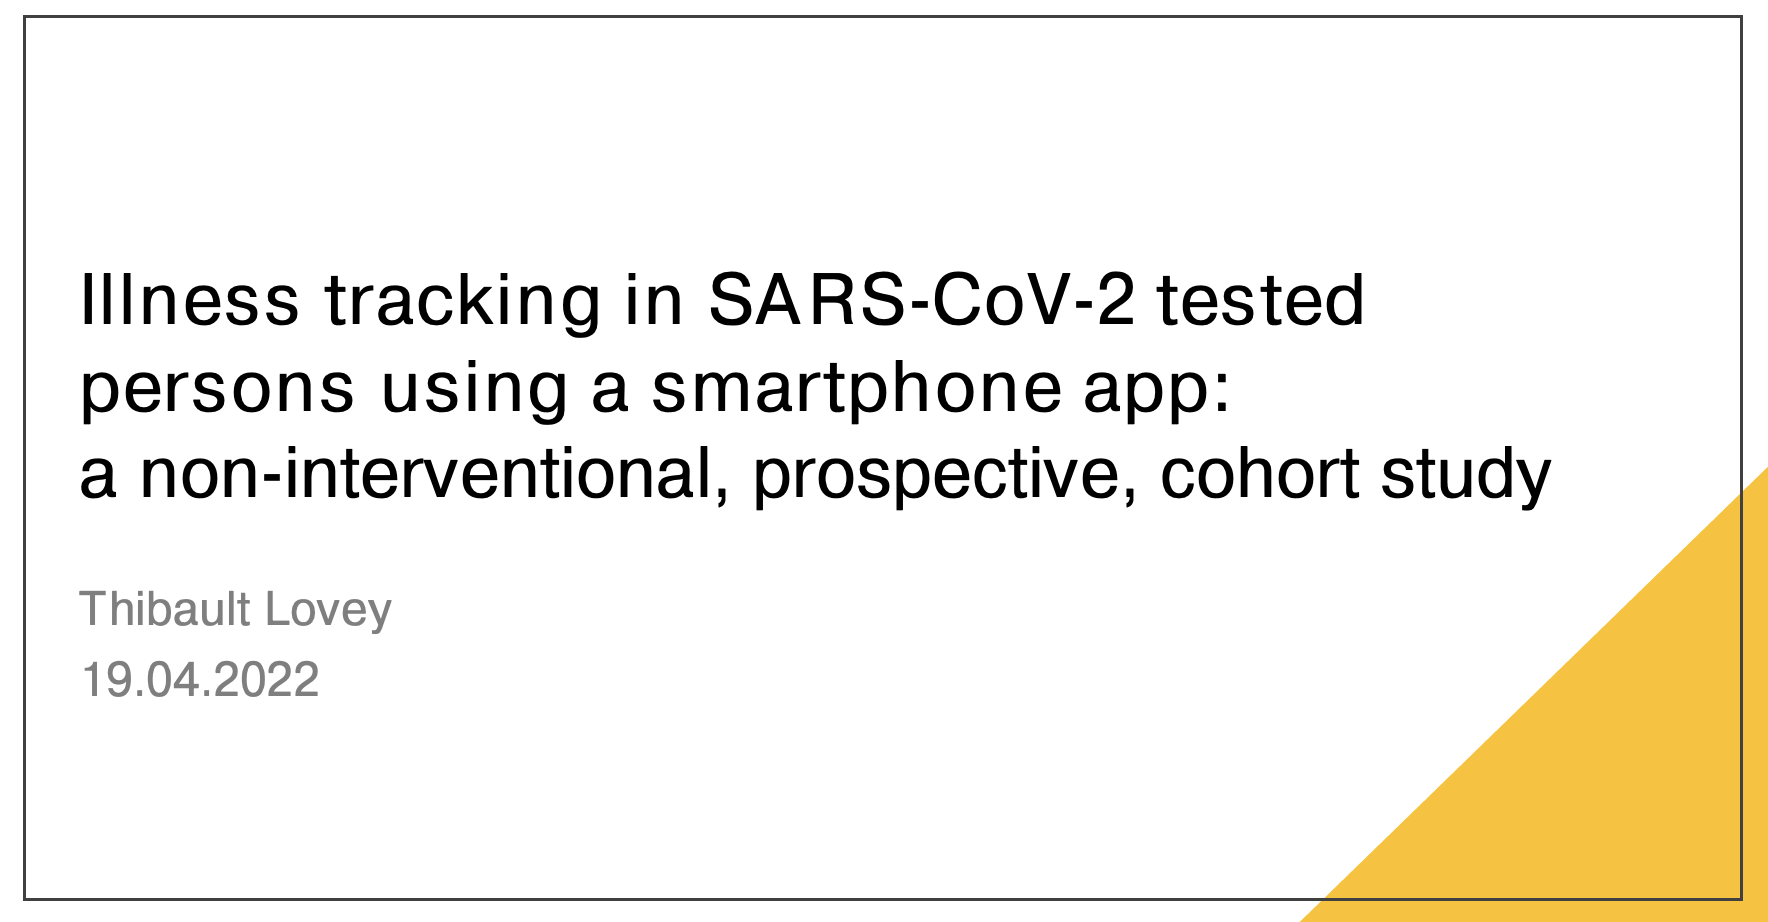 Illness tracking in SARS-CoV-2 tested
persons using a smartphone app:
a non-interventional, prospective, cohort study
Thibault Lovey
19.04.2022